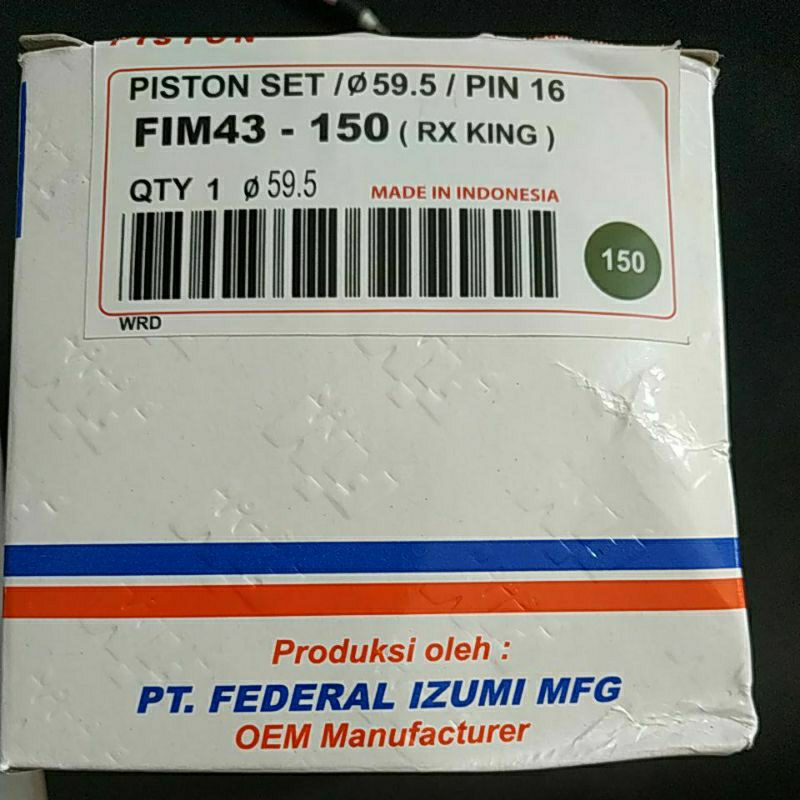 PISTON
PISTON SET / Ø 59.5 / PIN 16
FIM43 - 150 ( RX KING )
QTY 1 Ø 59.5
MADE IN INDONESIA
150
WRD
Produksi oleh :
PT. FEDERAL IZUMI MFG
OEM Manufacturer